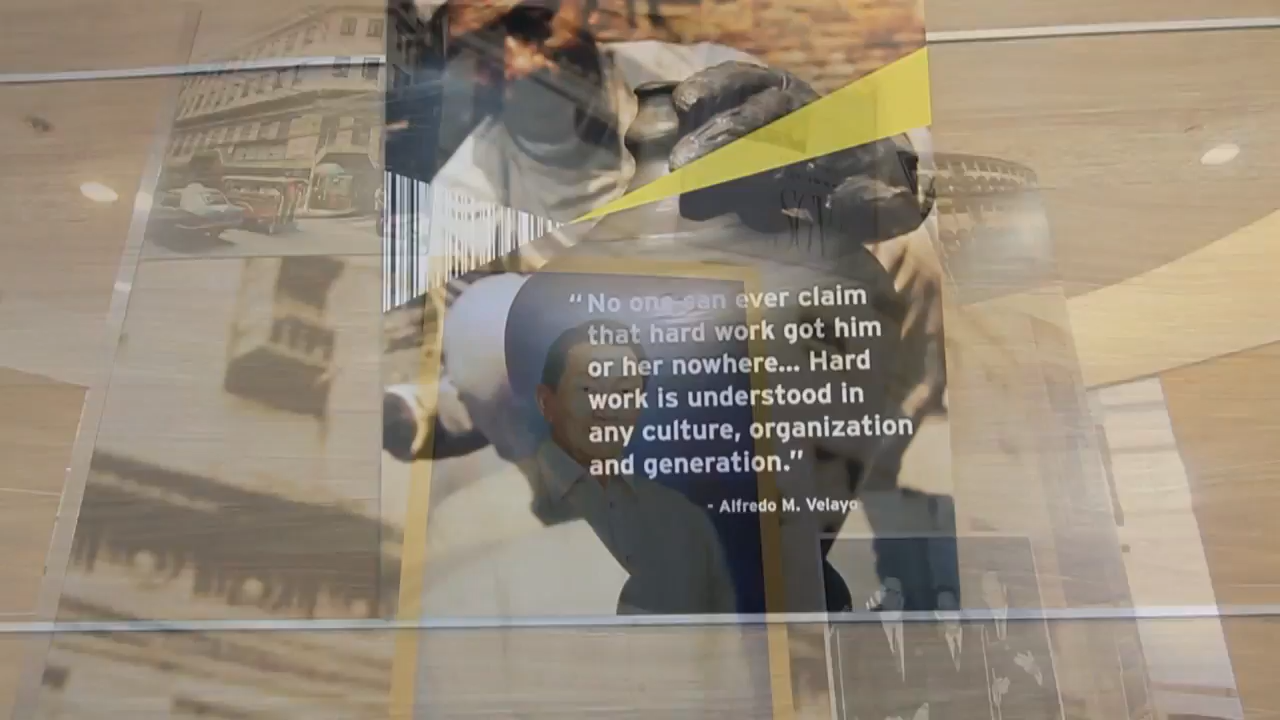 “No one can ever claim
that hard work got him
or her nowhere... Hard
work is understood in
any culture, organization
and generation.”
- Alfredo M. Velayo